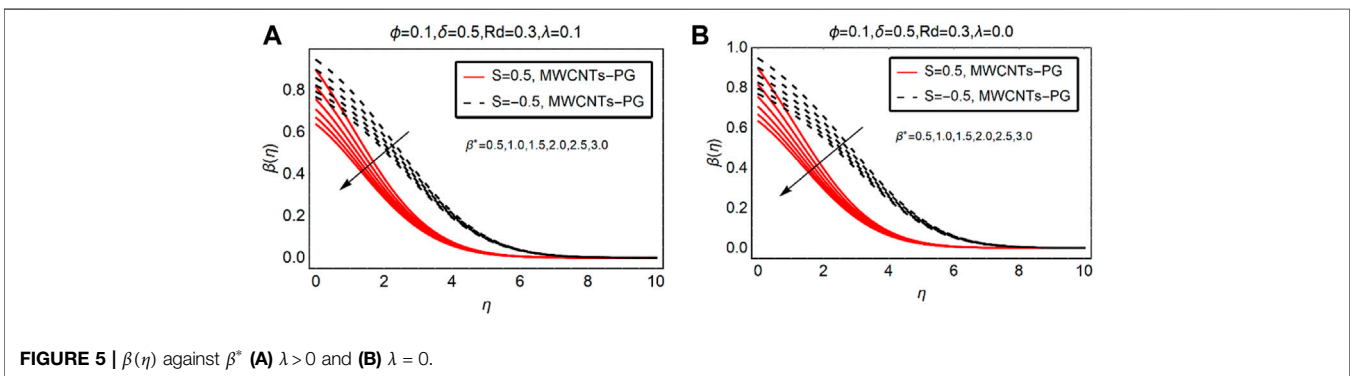 A
ϕ=0.1,δ=0.5,Rd=0.3,λ=0.1
S=0.5, MWCNTs−PG
S=−0.5, MWCNTs−PG
β*=0.5,1.0,1.5,2.0,2.5,3.0
β(η)
0.8
0.6
0.4
0.2
0.0
0 2 4 6 8 10
η
B
ϕ=0.1,δ=0.5,Rd=0.3,λ=0.0
S=0.5, MWCNTs−PG
S=−0.5, MWCNTs−PG
β*=0.5,1.0,1.5,2.0,2.5,3.0
β(η)
1.0
0.8
0.6
0.4
0.2
0.0
0 2 4 6 8 10
η
FIGURE 5 | β(η) against β* (A) λ > 0 and (B) λ = 0.